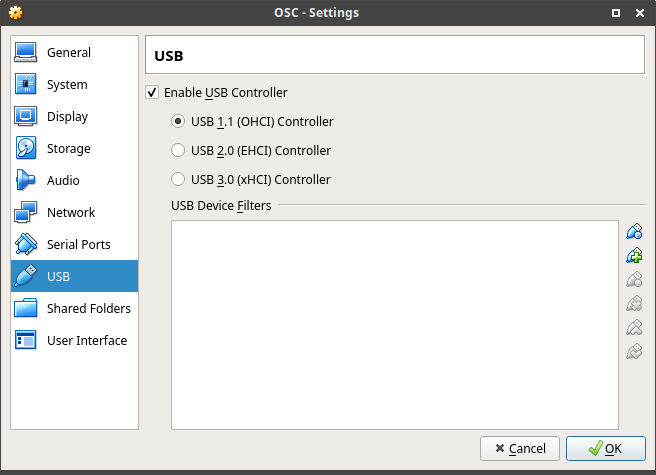 OSC - Settings
General
System
Display
Storage
Audio
Network
Serial Ports
USB
Shared Folders
User Interface
USB
Enable USB Controller
USB 1.1 (OHCI) Controller
USB 2.0 (EHCI) Controller
USB 3.0 (xHCI) Controller
USB Device Filters
Cancel
OK